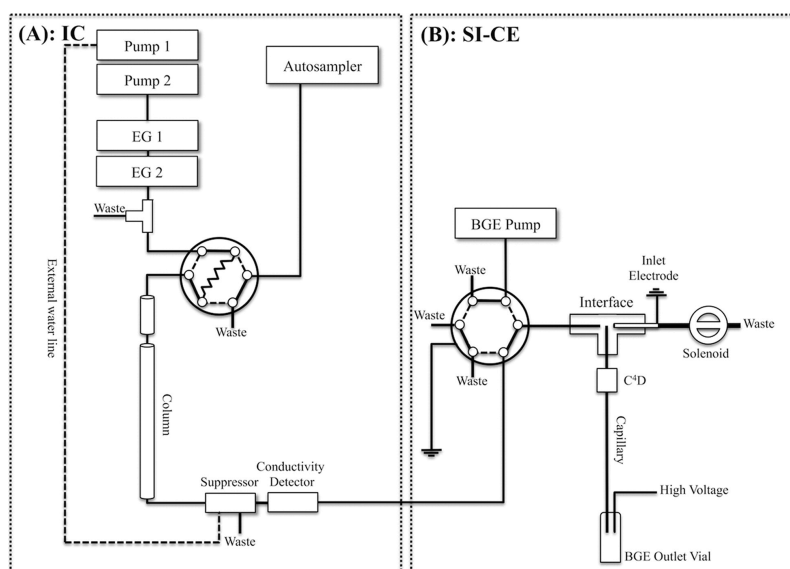 (A): IC
Pump 1
Pump 2
Autosampler
EG 1
EG 2
Waste
External water line
Waste
Column
Suppressor
Conductivity
Detector
Waste
(B): SI-CE
BGE Pump
Waste
Waste
Waste
Inlet
Electrode
Interface
Waste
Solenoid
C⁴D
Capillary
High Voltage
BGE Outlet Vial